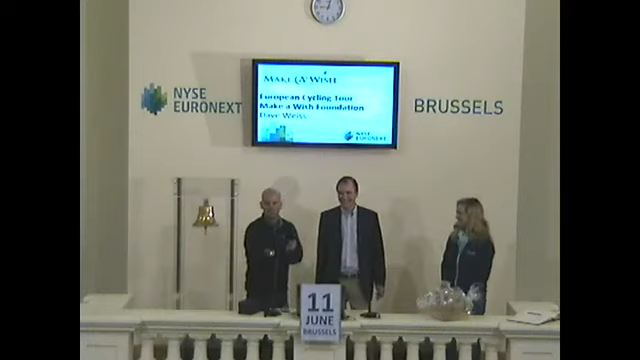 MAKE A WISH
European Cycling Tour
Make a Wish Foundation
Dave Weiss
NYSE
EURONEXT
NYSE
EURONEXT
BRUSSELS
11
JUNE
BRUSSELS